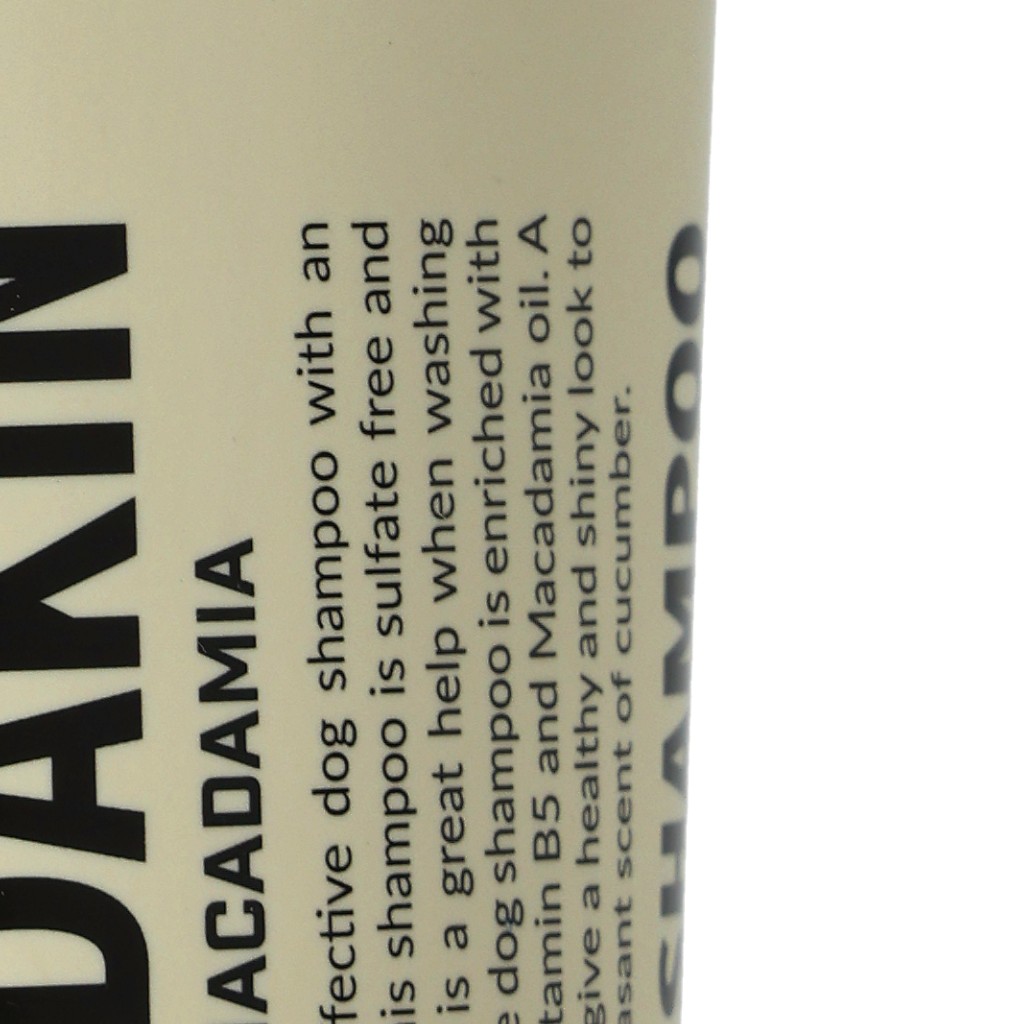 DAKIN
MACADAMIA
fective dog shampoo with an
is shampoo is sulfate free and
is a great help when washing
e dog shampoo is enriched with
tamin B5 and Macadamia oil. A
give a healthy and shiny look to
asant scent of cucumber.
SHAMPOO